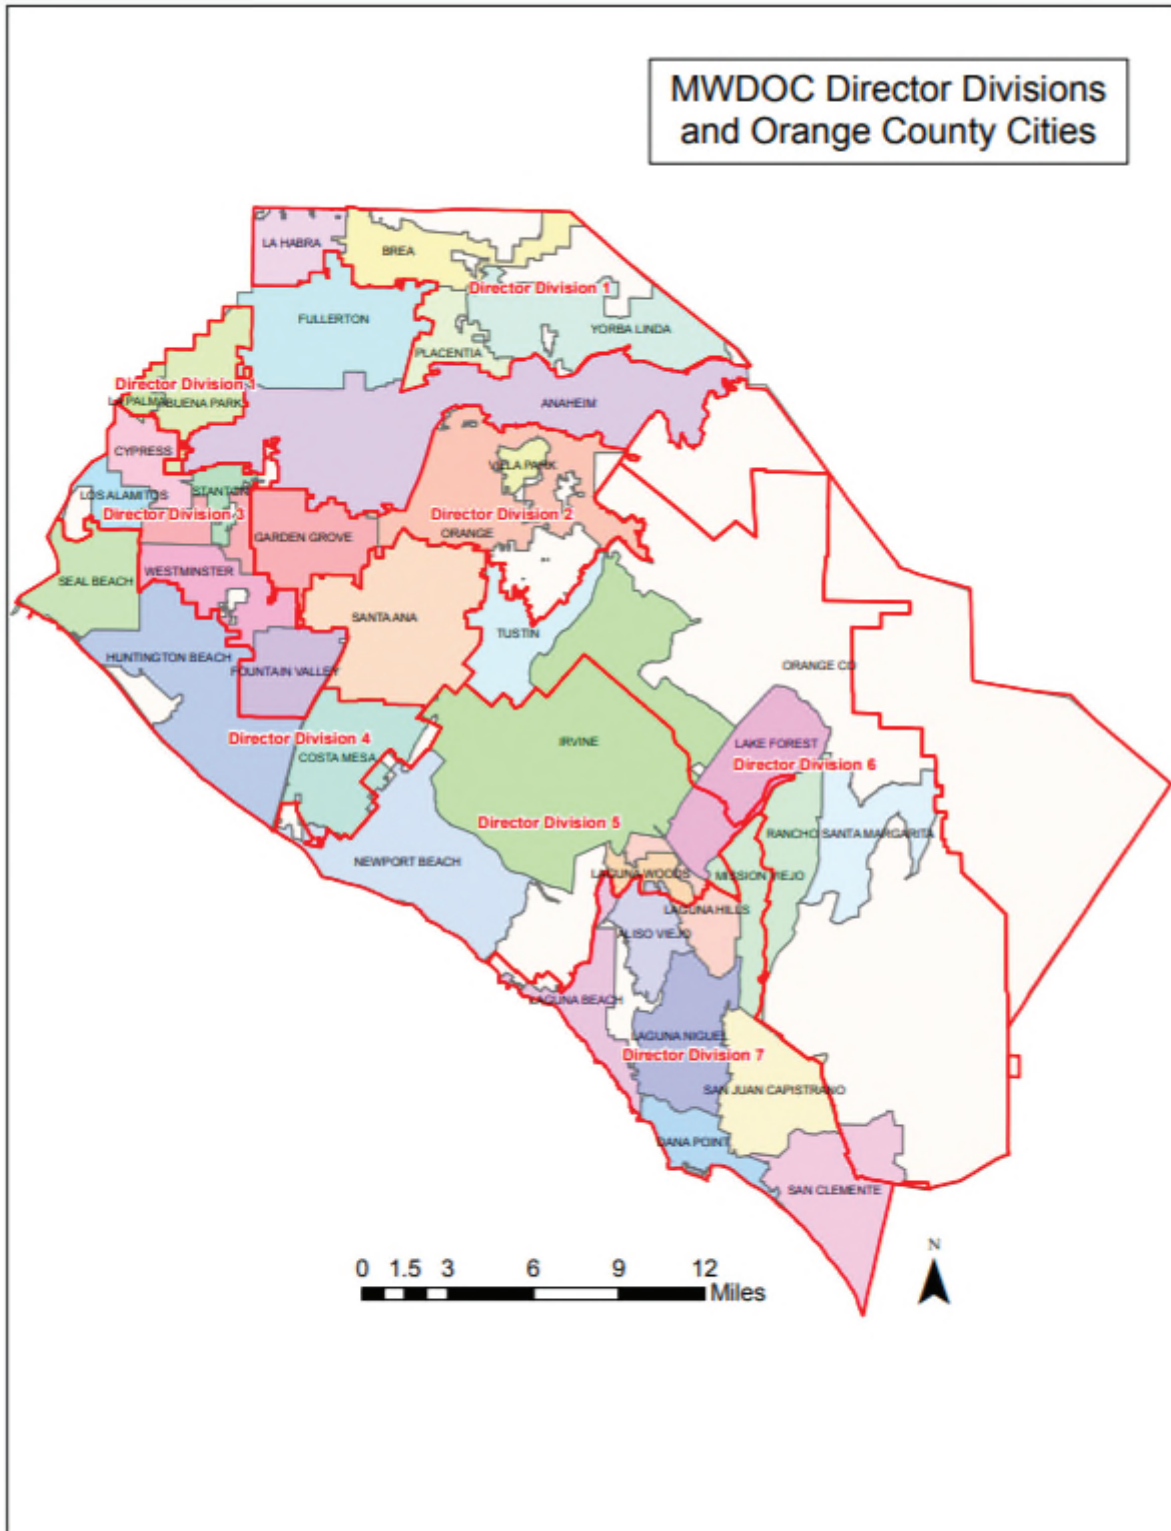 MWDOC Director Divisions
and Orange County Cities
LA HABRA
BREA
Director Division 1
FULLERTON
YORBA LINDA
PLACENTIA
Director Division 1
LA PALMA
BUENA PARK
ANAHEIM
CYPRESS
VILLA PARK
LOS ALAMITOS
STANTON
Director Division 3
Director Division 2
GARDEN GROVE
ORANGE
WESTMINSTER
SEAL BEACH
SANTA ANA
TUSTIN
HUNTINGTON BEACH
FOUNTAIN VALLEY
ORANGE CO
Director Division 4
IRVINE
LAKE FOREST
COSTA MESA
Director Division 6
Director Division 5
RANCHO SANTA MARGARITA
NEWPORT BEACH
LAGUNA WOODS
MISSION VIEJO
LAGUNA HILLS
ALISO VIEJO
LAGUNA BEACH
LAGUNA NIGUEL
Director Division 7
SAN JUAN CAPISTRANO
DANA POINT
SAN CLEMENTE
N
0 1.5 3 6 9 12
Miles